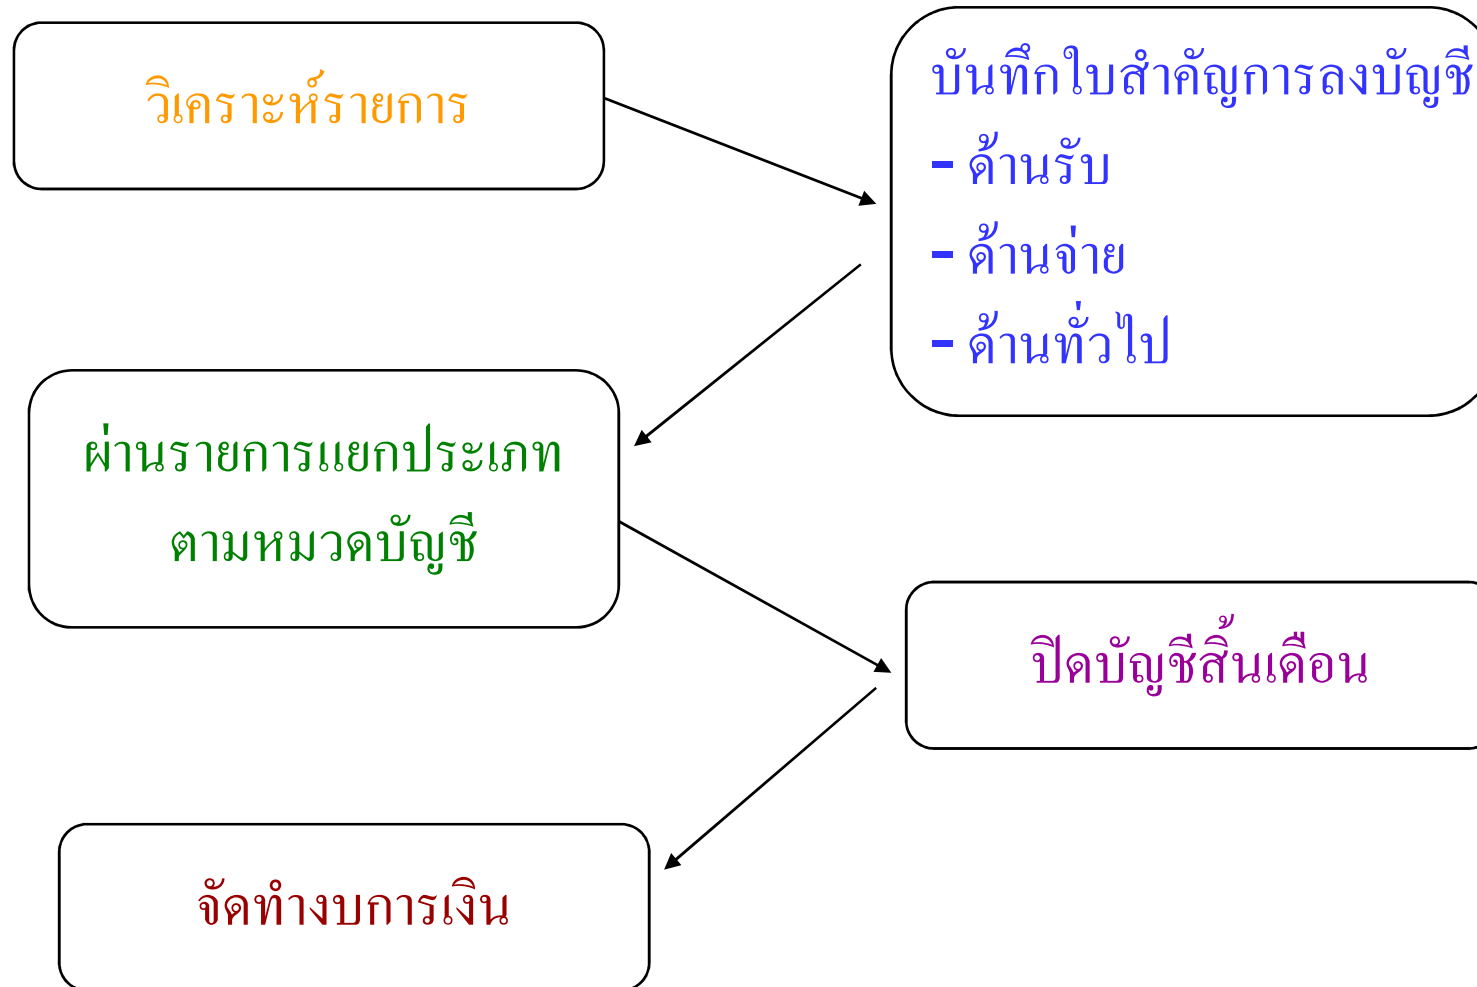 วิเคราะห์รายการ
บันทึกใบสำคัญการลงบัญชี
- ด้านรับ
- ด้านจ่าย
- ด้านทั่วไป
ผ่านรายการแยกประเภท
ตามหมวดบัญชี
ปิดบัญชีสิ้นเดือน
จัดทำงบการเงิน